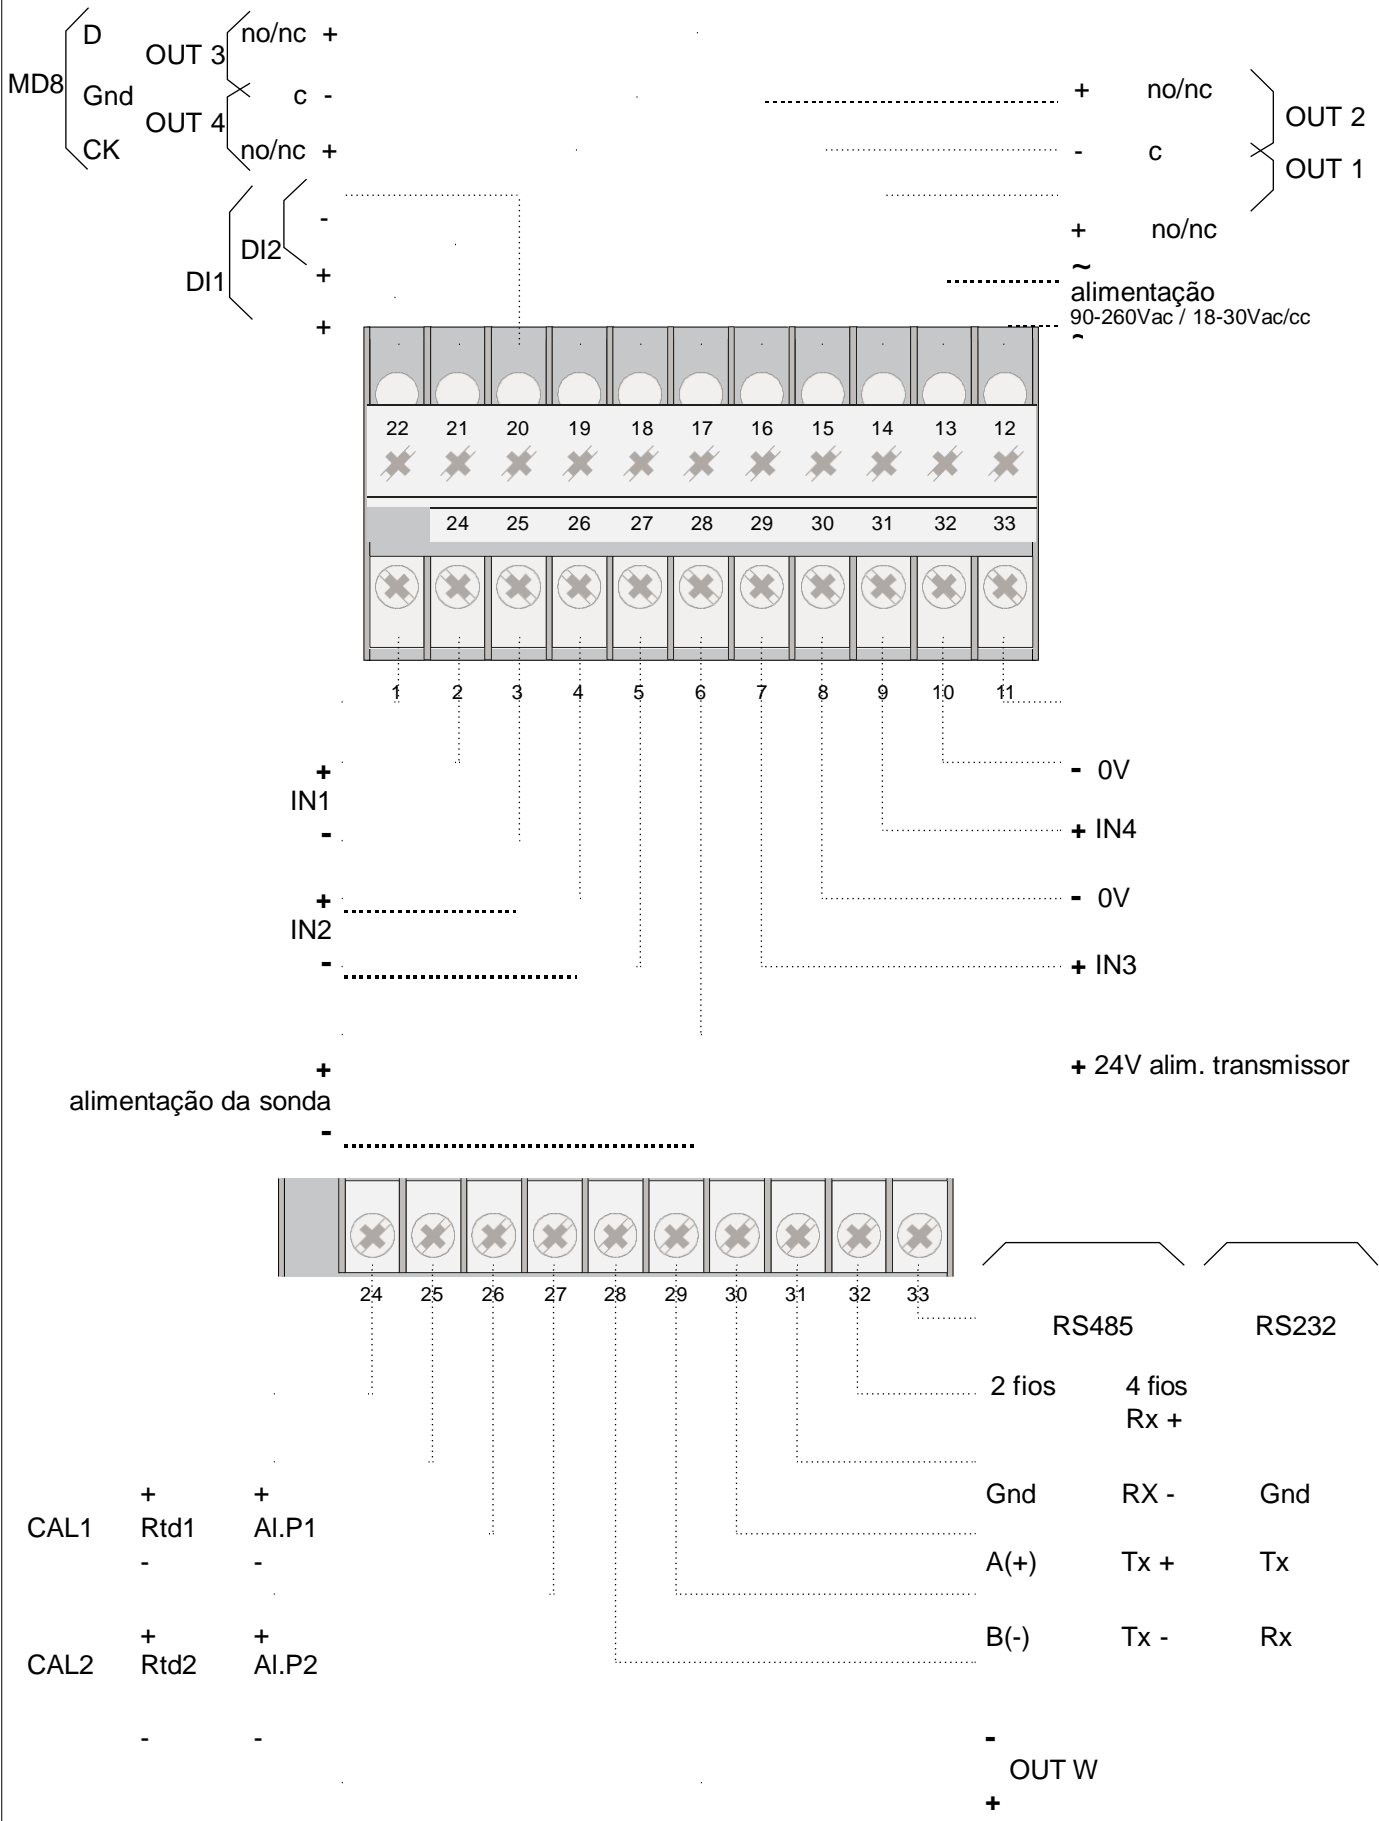 D
OUT 3
no/nc +
MD8
Gnd
c -
OUT 4
CK
no/nc +
+ no/nc
OUT 2
- c
OUT 1
+ no/nc
-
DI2
DI1
+
+
~
alimentação
90-260Vac / 18-30Vac/cc
~
22 21 20 19 18 17 16 15 14 13 12
24 25 26 27 28 29 30 31 32 33
1 2 3 4 5 6 7 8 9 10 11
+
IN1
-
- 0V
+ IN4
+
IN2
-
- 0V
+ IN3
+
alimentação da sonda
-
+ 24V alim. transmissor
24 25 26 27 28 29 30 31 32 33
RS485 RS232
2 fios 4 fios
Rx +
+ +
CAL1 Rtd1 Al.P1
- -
Gnd RX - Gnd
A(+) Tx + Tx
+ +
CAL2 Rtd2 Al.P2
B(-) Tx - Rx
- -
-
OUT W
+